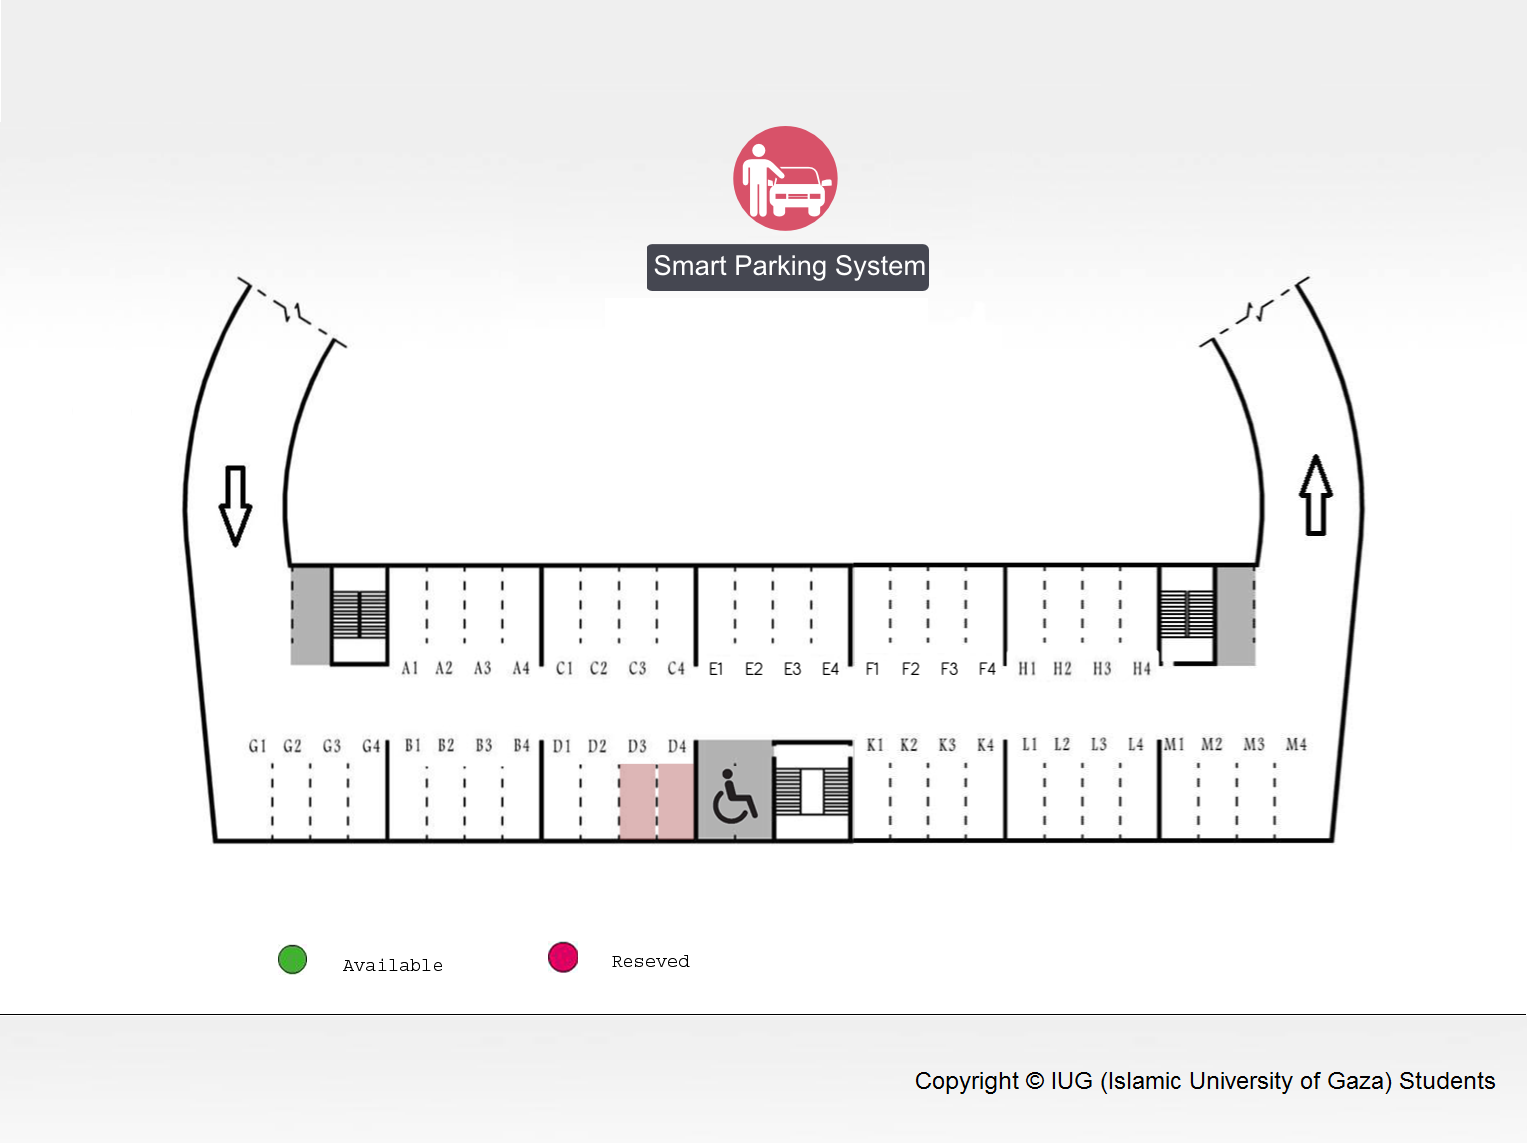 Smart Parking System
A1 A2 A3 A4 C1 C2 C3 C4 E1 E2 E3 E4 F1 F2 F3 F4 H1 H2 H3 H4
G1 G2 G3 G4 B1 B2 B3 B4 D1 D2 D3 D4 K1 K2 K3 K4 L1 L2 L3 L4 M1 M2 M3 M4
Available Reseved
Copyright © IUG (Islamic University of Gaza) Students